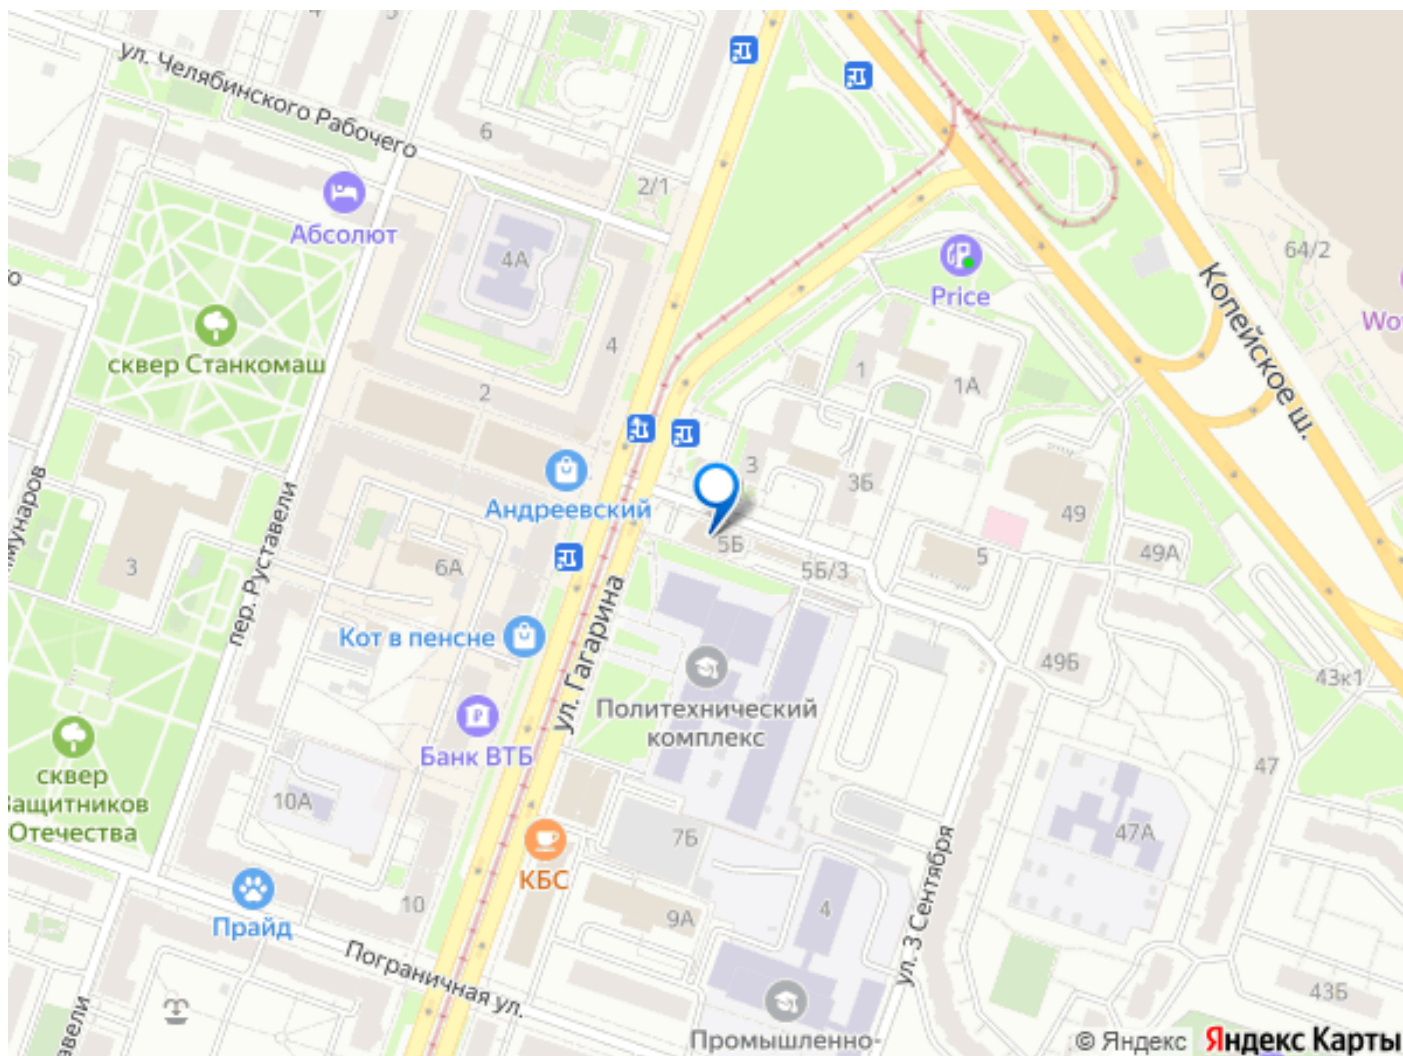 4
5
ул. Челябинского Рабочего
6
2/1
Абсолют
4А
64/2
Price
Копейское ш.
сквер Станкомаш
4
1
1А
2
3
3Б
Андреевский
49
пер. Руставели
5Б
5
49А
3
6А
5Б/3
ул. Гагарина
Кот в пенсне
49Б
43к1
Политехнический
комплекс
Банк ВТБ
47
сквер
Защитников
Отечества
10А
7Б
47А
ул. 3 Сентября
КБС
Прайд
10
9А
4
Пограничная ул.
43Б
Промышленно-
© Яндекс Яндекс Карты